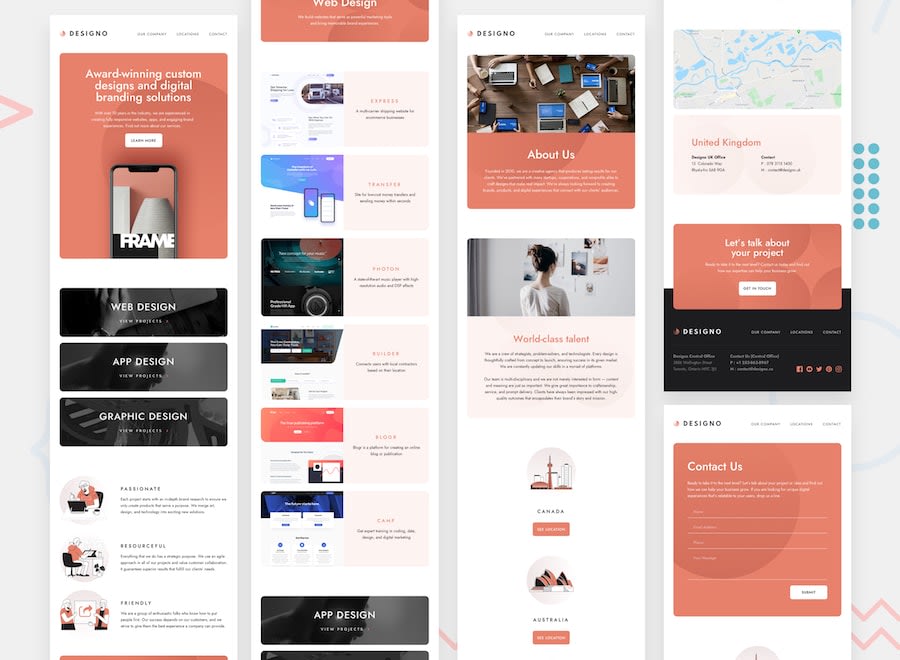 DESIGNO
OUR COMPANY
LOCATIONS
CONTACT
Award-winning custom
designs and digital
branding solutions
With over 10 years in the industry, we are experienced in
creating fully responsive websites, apps, and engaging brand
experiences. Find out more about our services.
LEARN MORE
FRAME
WEB DESIGN
VIEW PROJECTS
APP DESIGN
VIEW PROJECTS
GRAPHIC DESIGN
VIEW PROJECTS
PASSIONATE
Each project starts with an in-depth brand research to ensure we
only create products that serve a purpose. We merge art,
design, and technology into exciting new solutions.
RESOURCEFUL
Everything that we do has a strategic purpose. We use an agile
approach in all of our projects and value customer collaboration.
It guarantees superior results that fulfill our clients' needs.
FRIENDLY
We are a group of enthusiastic folks who know how to put
people first. Our success depends on our customers, and we
strive to give them the best experience a company can provide.
Web Design
We build websites that serve as powerful marketing tools
and bring memorable brand experiences.
EXPRESS
A multi-carrier shipping website for
ecommerce businesses
TRANSFER
Site for low-cost money transfers and
sending money within seconds
New concept for your music
Professional
PHOTON
A state-of-the-art music player with high
resolution audio and DSP effects
BUILDER
Connects users with local contractors
based on their location
BLOGR
Blogr is a platform for creating an online
blog or publication
The future starts here.
CAMP
Get expert training in coding, data,
design, and digital marketing
APP DESIGN
VIEW PROJECTS
DESIGNO
OUR COMPANY
LOCATIONS
CONTACT
About Us
Founded in 2010, we are a creative agency that produces lasting results for our
clients. We've partnered with many startups, corporations, and nonprofits alike to
craft designs that make real impact. We're always looking forward to creating
brands, products, and digital experiences that connect with our clients' audiences.
World-class talent
We are a crew of strategists, problem-solvers, and technologists. Every design is
thoughtfully crafted from concept to launch, ensuring success in its given market.
We are constantly updating our skills in a myriad of platforms.
Our team is multi-disciplinary and we are not merely interested in form — content
and meaning are just as important. We give great importance to craftsmanship,
service, and prompt delivery. Clients have always been impressed with our high-
quality outcomes that encapsulates their brand's story and mission.
CANADA
SEE LOCATION
AUSTRALIA
SEE LOCATION
United Kingdom
Designo UK Office
13 Colorado Way
Rhyd-y-fro SA8 9GA
Contact
P : 078 3115 1400
M : contact@designo.uk
Let's talk about
your project
Ready to take it to the next level? Contact us today and find
out how our expertise can help your business grow.
GET IN TOUCH
DESIGNO
OUR COMPANY
LOCATIONS
CONTACT
Designo Central Office
3886 Wellington Street
Toronto, Ontario M9C 3J5
Contact Us (Central Office)
P : +1 253-863-8967
M : contact@designo.co
DESIGNO
OUR COMPANY
LOCATIONS
CONTACT
Contact Us
Ready to take it to the next level? Let's talk about your project or idea and find out
how we can help your business grow. If you are looking for unique digital
experiences that's relatable to your users, drop us a line.
Name
Email Address
Phone
Your Message
SUBMIT